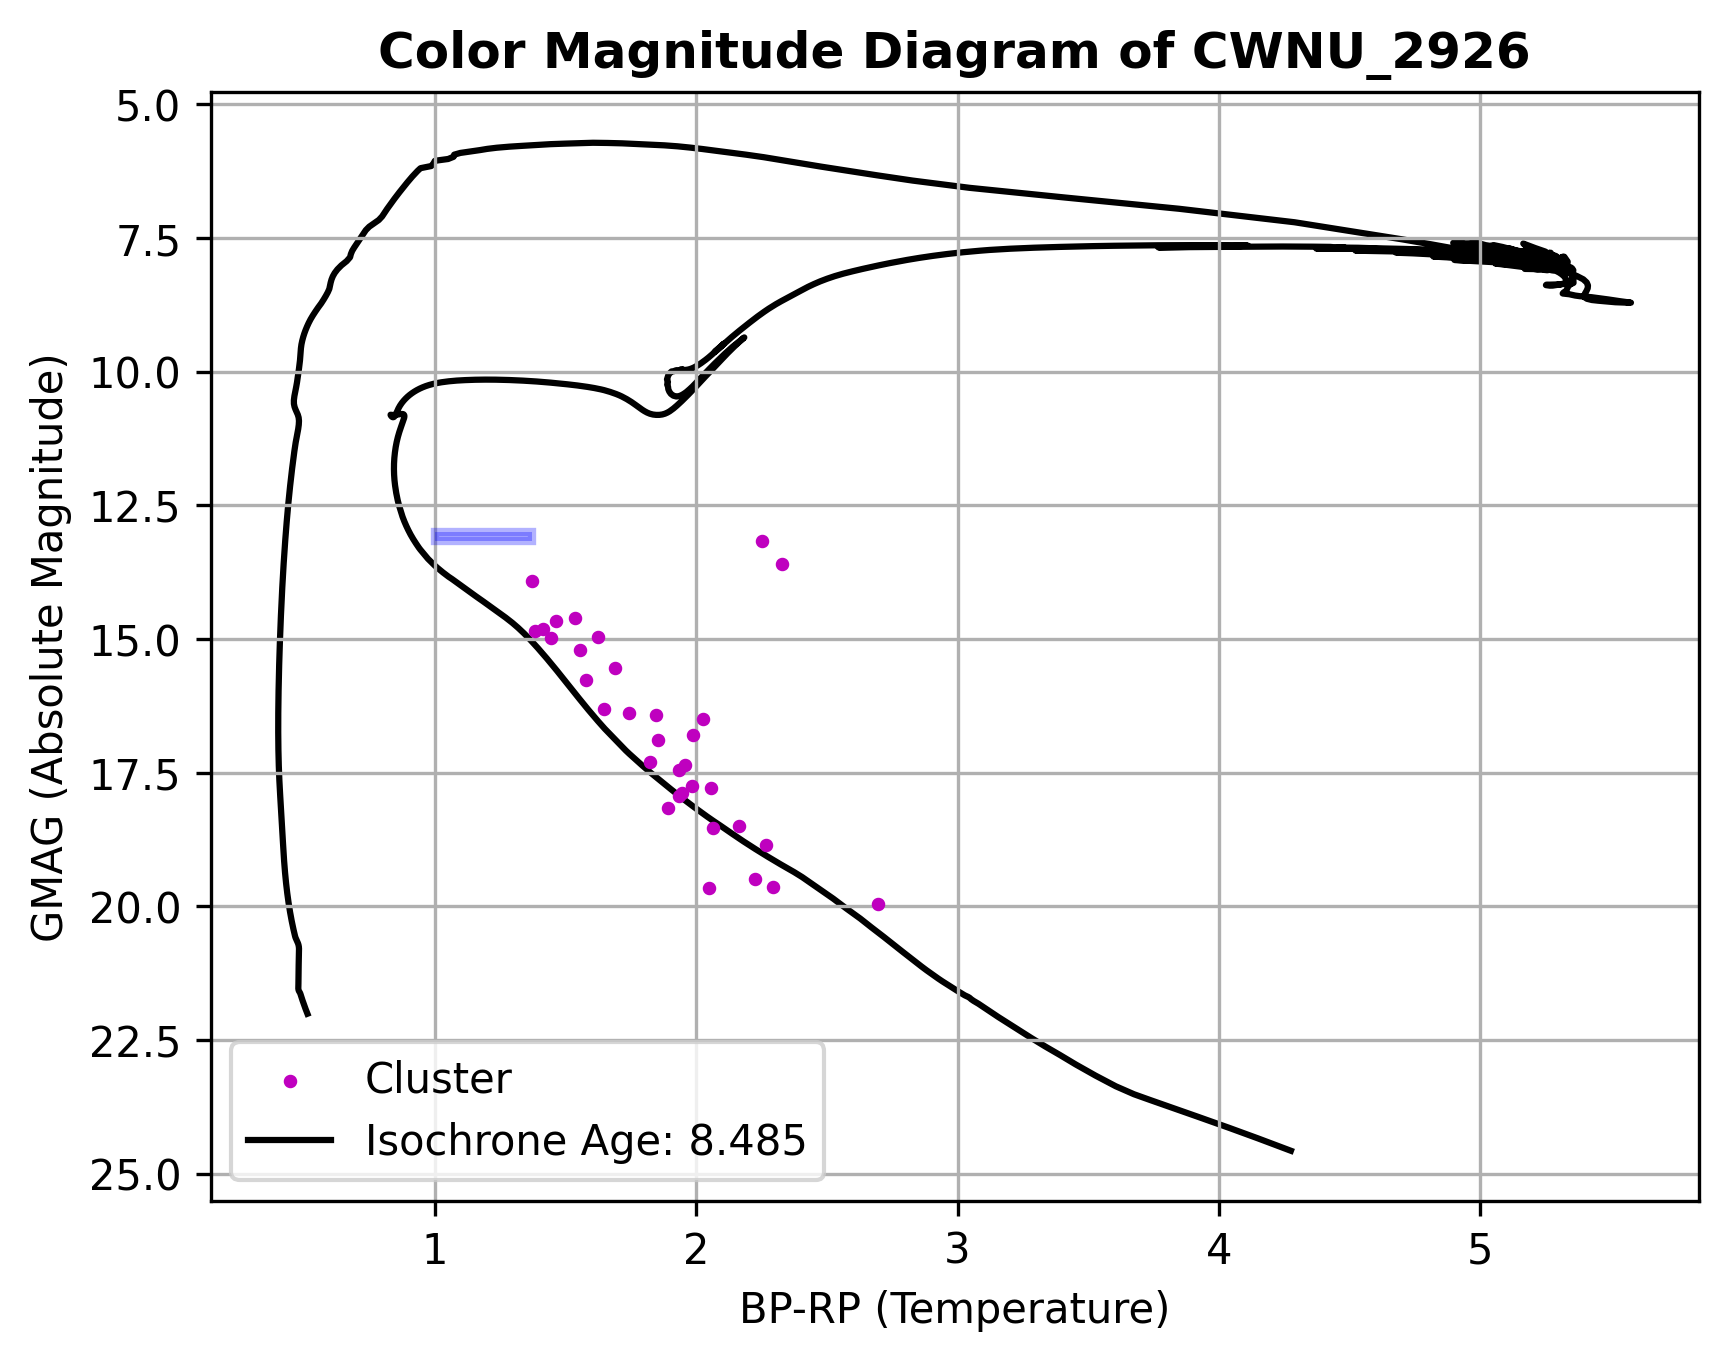 Color Magnitude Diagram of CWNU_2926
GMAG (Absolute Magnitude)
5.0
7.5
10.0
12.5
15.0
17.5
20.0
22.5
25.0
Cluster
Isochrone Age: 8.485
1 2 3 4 5
BP-RP (Temperature)